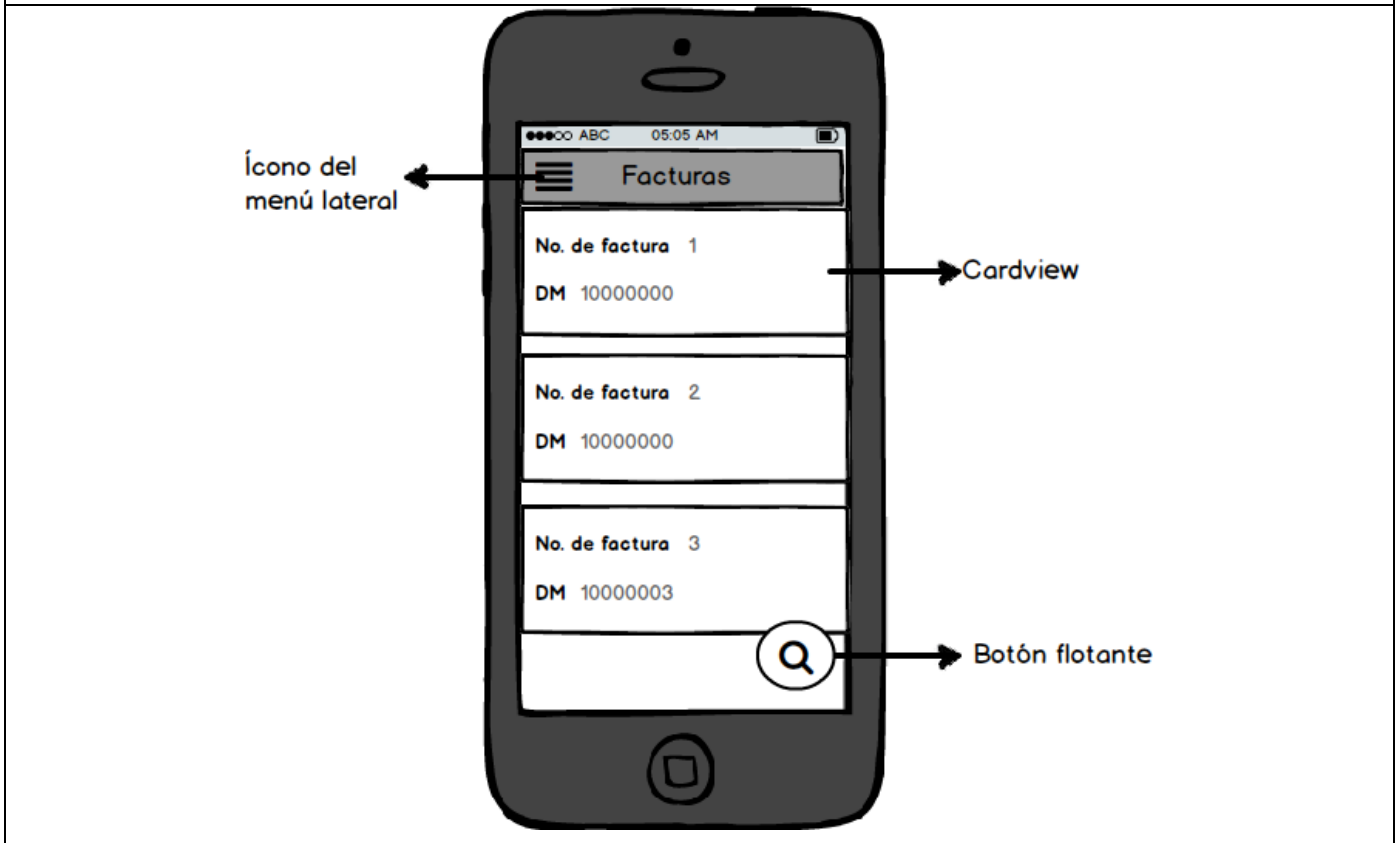 ABC 05:05 AM
Ícono del
menú lateral
Facturas
No. de factura 1
DM 10000000
Cardview
No. de factura 2
DM 10000000
No. de factura 3
DM 10000003
Botón flotante